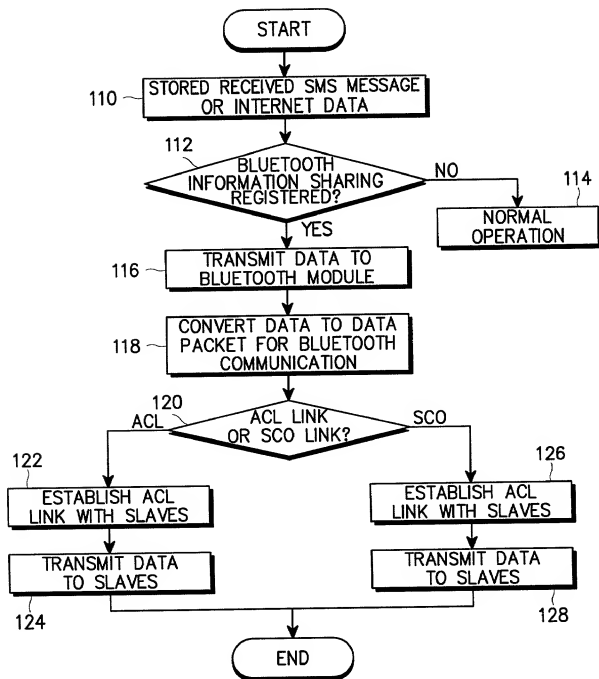 START
110
STORED RECEIVED SMS MESSAGE
OR INTERNET DATA
112
BLUETOOTH
INFORMATION SHARING
REGISTERED?
NO
114
NORMAL
OPERATION
YES
116
TRANSMIT DATA TO
BLUETOOTH MODULE
118
CONVERT DATA TO DATA
PACKET FOR BLUETOOTH
COMMUNICATION
120
ACL
ACL LINK
OR SCO LINK?
SCO
122
ESTABLISH ACL
LINK WITH SLAVES
126
ESTABLISH ACL
LINK WITH SLAVES
TRANSMIT DATA
TO SLAVES
124
TRANSMIT DATA
TO SLAVES
128
END